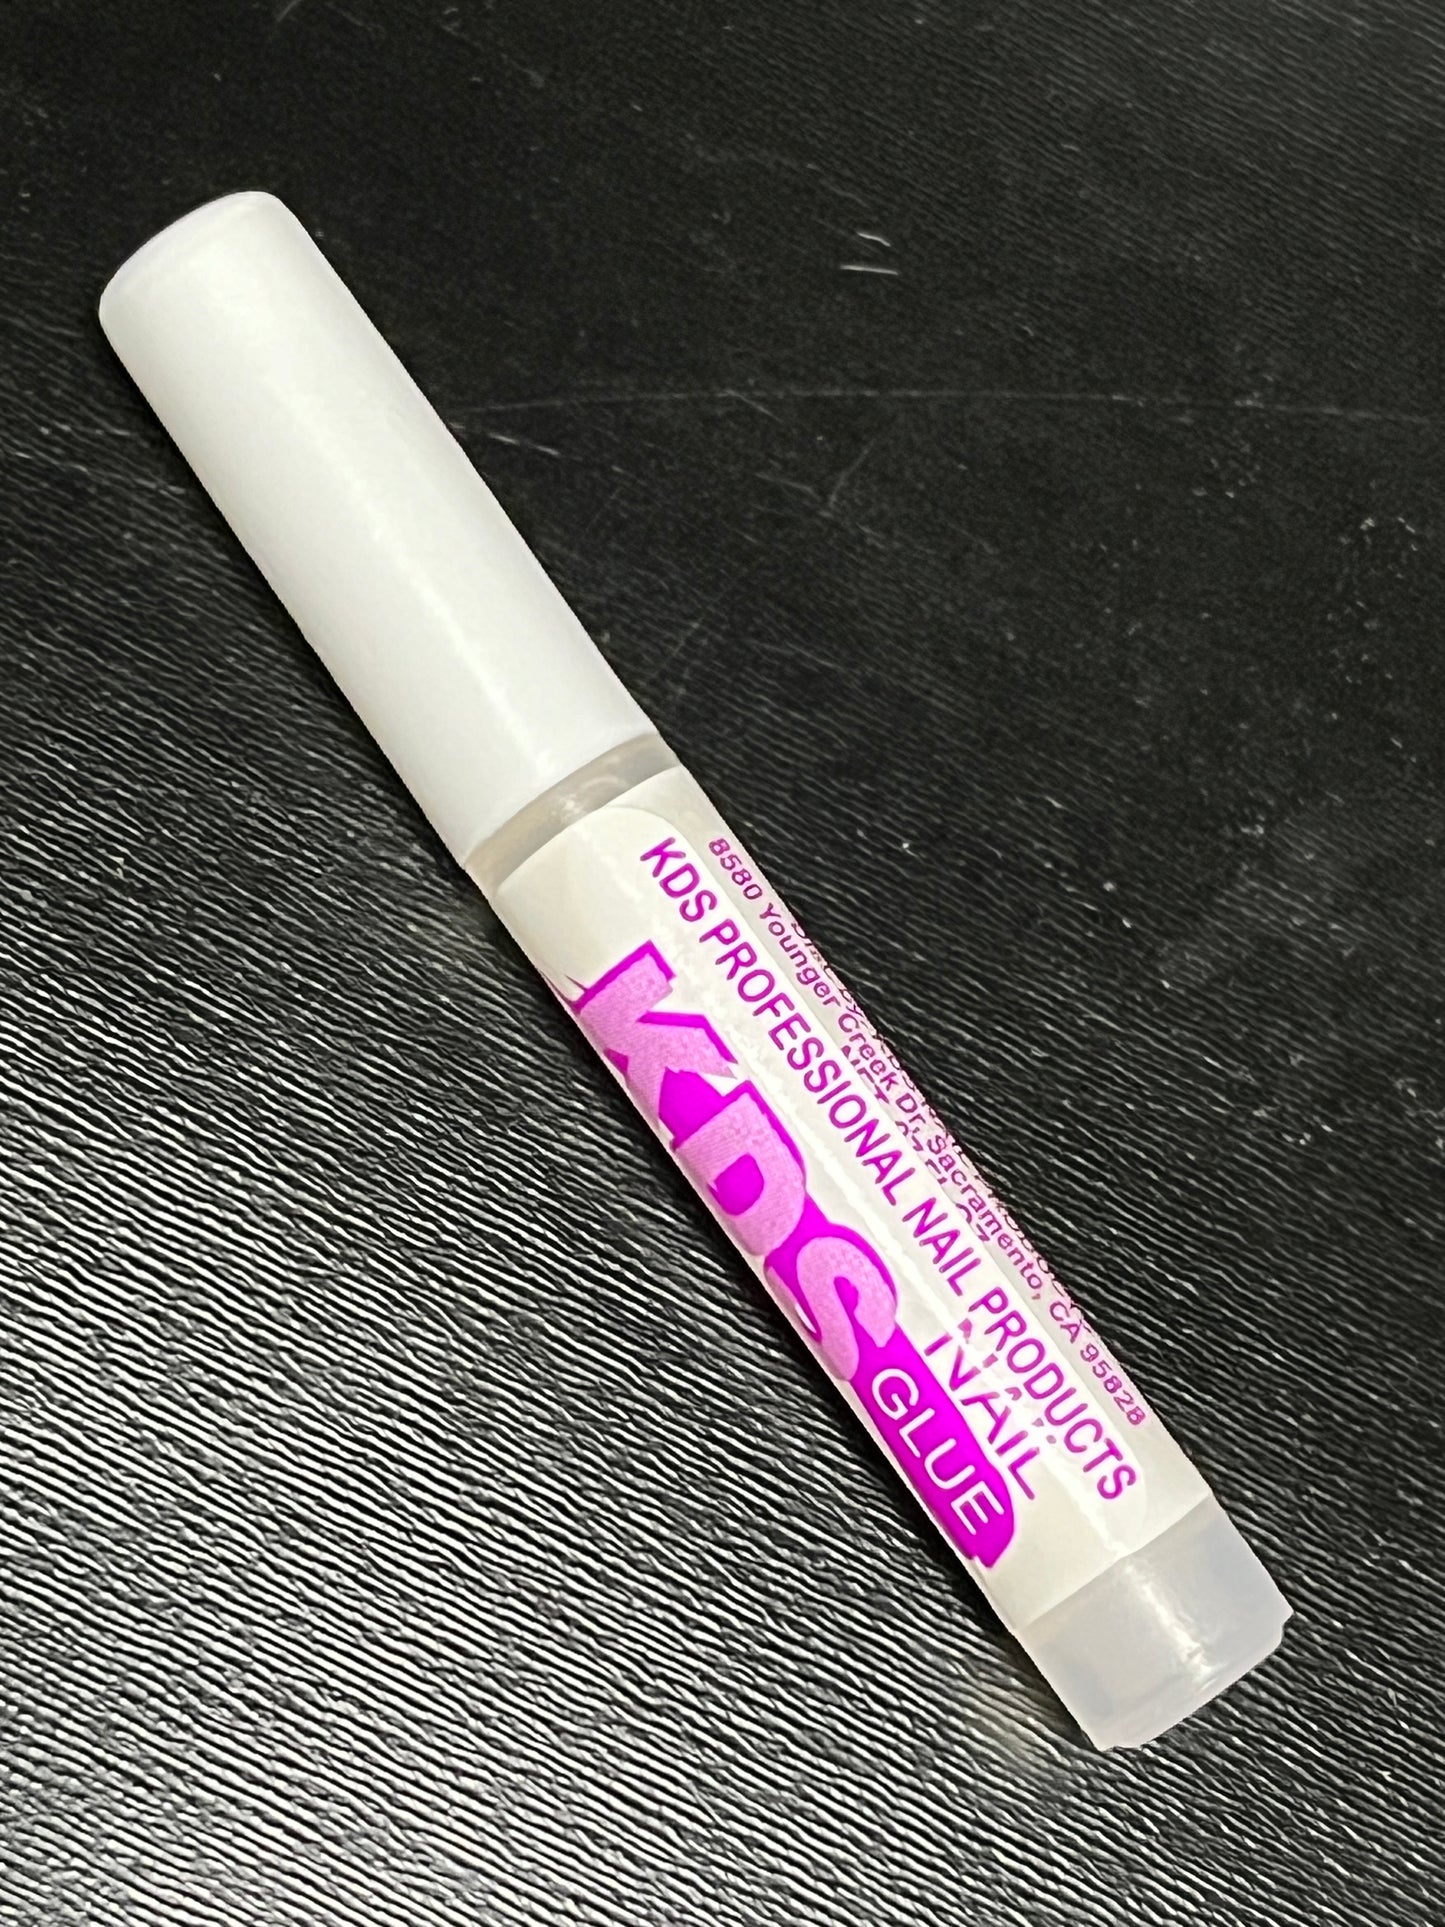 8580 Younger Creek Dr. Sacramento, CA 95828
KDS PROFESSIONAL NAIL PRODUCTS
NAIL
KDS GLUE